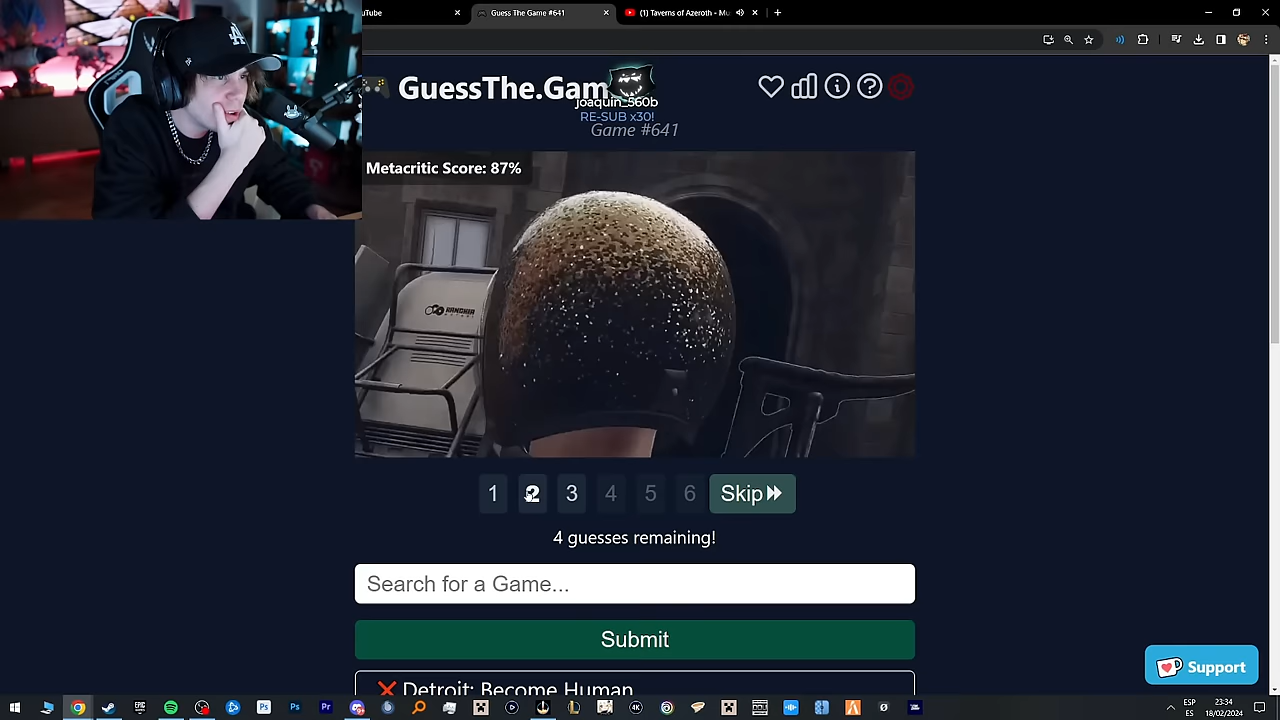 uTube
Guess The Game #641
(1) Taverns of Azeroth - Mu
GuessThe.Gam
joaquin_560b
RE-SUB x30!
Game #641
Metacritic Score: 87%
HANGHIA
1
2
3
4
5
6
Skip
4 guesses remaining!
Search for a Game...
Submit
Detroit: Become Human
Support
ESP
ES
23:34
18/02/2024